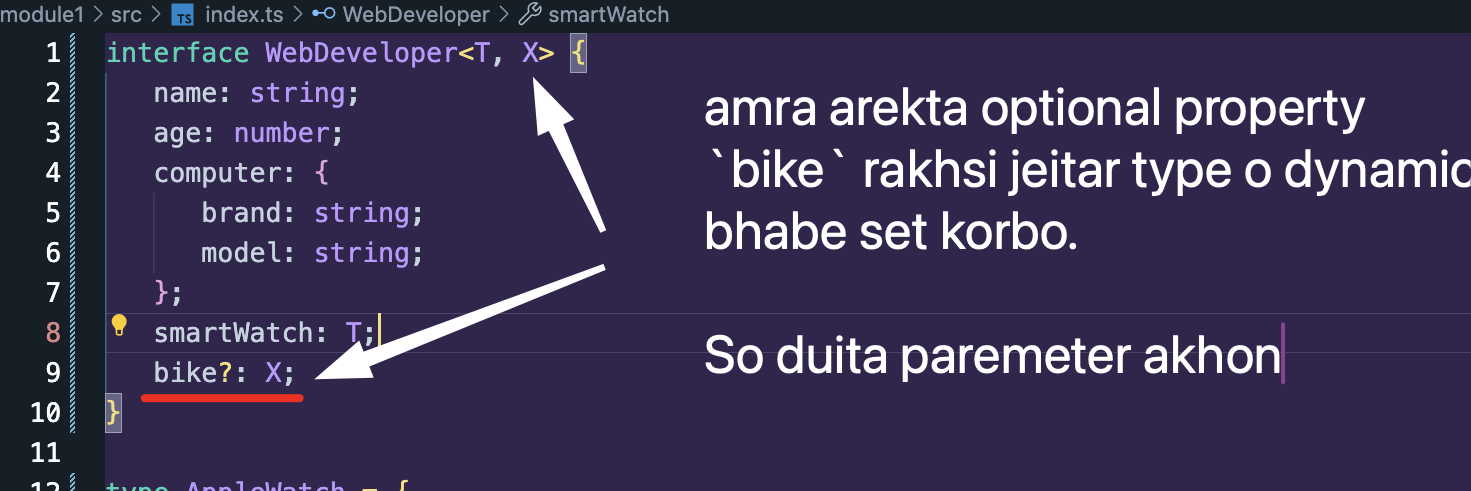 module1 > src > TS index.ts > WebDeveloper > smartWatch
1 interface WebDeveloper<T, X> {
2 name: string;
3 age: number;
4 computer: {
5 brand: string;
6 model: string;
7 };
8 smartWatch: T;
9 bike?: X;
10 }
11
12 type AppleWatch = {
amra arekta optional property
`bike` rakhsi jeitar type o dynamic
bhabe set korbo.
So duita paremeter akhon